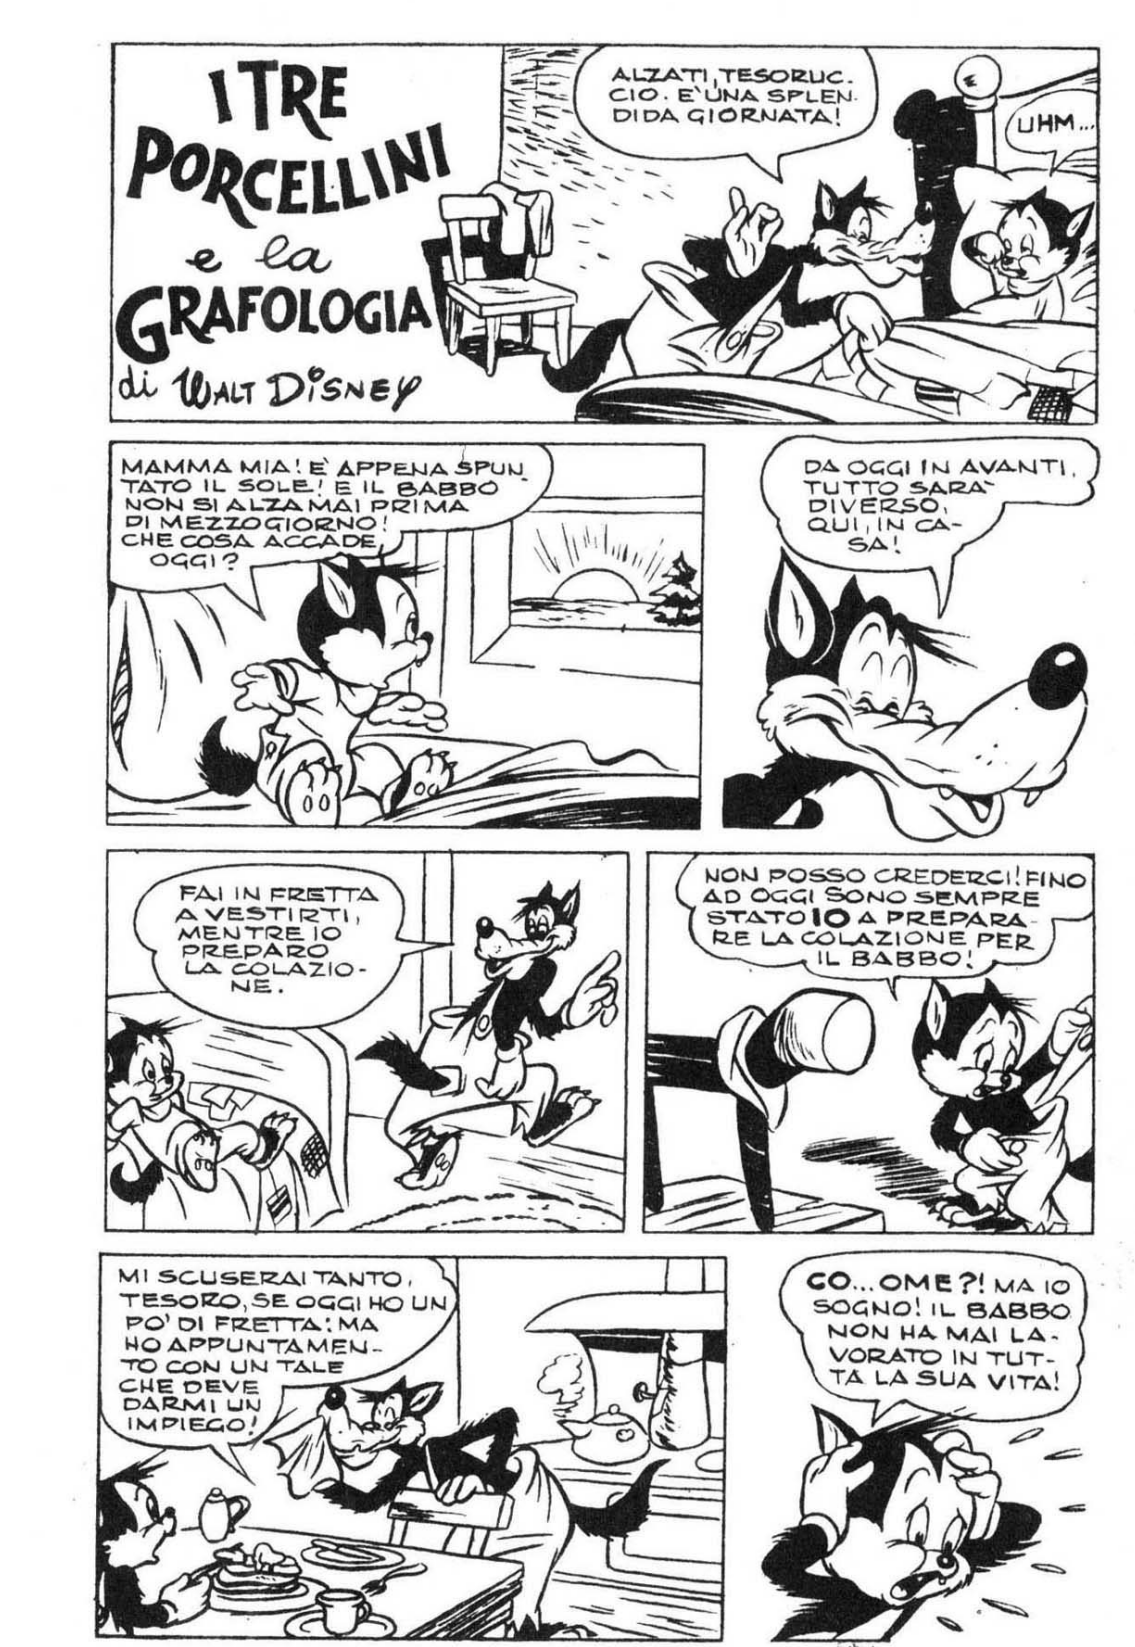 I TRE
PORCELLINI
e la
GRAFOLOGIA
di WALT DISNEY
ALZATI, TESORUC-
CIO. E' UNA SPLEN-
DIDA GIORNATA!
UHM...
MAMMA MIA! E' APPENA SPUN-
TATO IL SOLE! E IL BABBO
NON SI ALZA MAI PRIMA
DI MEZZOGIORNO!
CHE COSA ACCADE,
OGGI?
DA OGGI IN AVANTI,
TUTTO SARA'
DIVERSO,
QUI, IN CA-
SA!
FAI IN FRETTA
A VESTIRTI,
MENTRE IO
PREPARO
LA COLAZIO-
NE.
NON POSSO CREDERCI! FINO
AD OGGI SONO SEMPRE
STATO IO A PREPARA-
RE LA COLAZIONE PER
IL BABBO!
MI SCUSERAI TANTO,
TESORO, SE OGGI HO UN
PO' DI FRETTA: MA
HO APPUNTAMEN-
TO CON UN TALE
CHE DEVE
DARMI UN
IMPIEGO!
CO...OME?! MA IO
SOGNO! IL BABBO
NON HA MAI LA-
VORATO IN TUT-
TA LA SUA VITA!